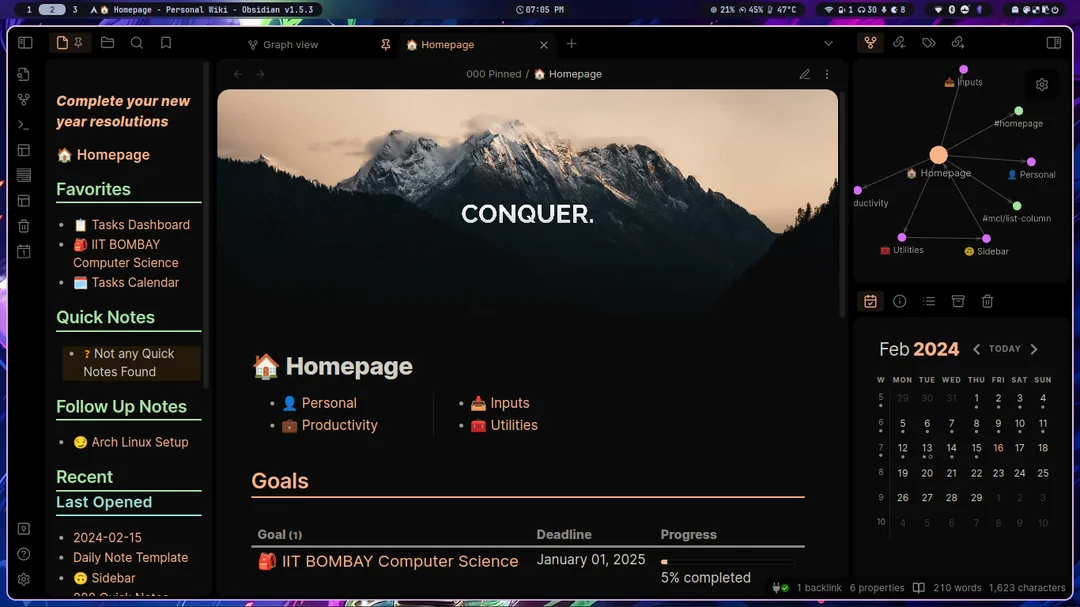 1 2 3 🏠 Homepage - Personal Wiki - Obsidian v1.5.3
07:05 PM
21% 45% 47°C
1 30 8
Graph view
🏠 Homepage
000 Pinned / 🏠 Homepage
Complete your new
year resolutions
🏠 Homepage
Favorites
📋 Tasks Dashboard
🎒 IIT BOMBAY
Computer Science
🗓️ Tasks Calendar
Quick Notes
❓ Not any Quick
Notes Found
Follow Up Notes
😏 Arch Linux Setup
Recent
Last Opened
2024-02-15
Daily Note Template
🙃 Sidebar
CONQUER.
🏠 Homepage
👤 Personal
💼 Productivity
📥 Inputs
🧰 Utilities
Goals
Goal (1) Deadline Progress
🎒 IIT BOMBAY Computer Science January 01, 2025
5% completed
📥 Inputs
#homepage
🏠 Homepage
👤 Personal
ductivity
#mcl/list-column
🧰 Utilities
🙃 Sidebar
Feb 2024 TODAY
W MON TUE WED THU FRI SAT SUN
5 29 30 31 1 2 3 4
6 5 6 7 8 9 10 11
7 12 13 14 15 16 17 18
8 19 20 21 22 23 24 25
9 26 27 28 29 1 2 3
10 4 5 6 7 8 9 10
1 backlink 6 properties 210 words 1,623 characters